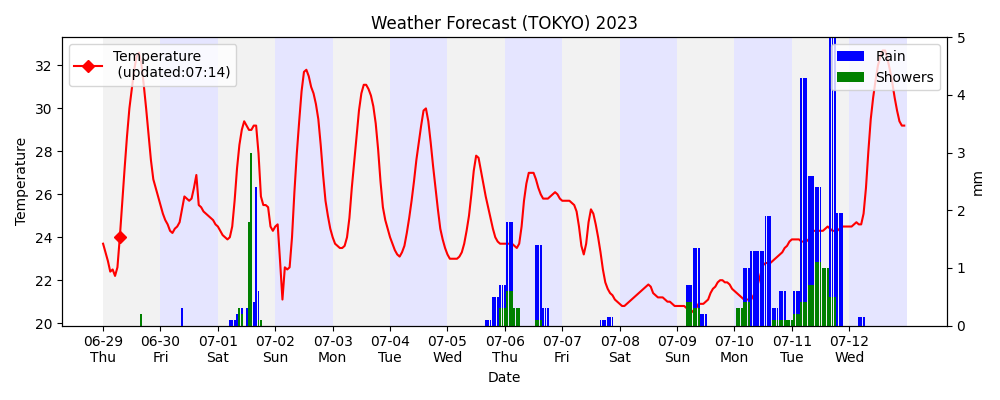 Weather Forecast (TOKYO) 2023
Temperature
(updated:07:14)
Rain
Showers
Temperature
32
30
28
26
24
22
20
mm
5
4
3
2
1
0
06-29 06-30 07-01 07-02 07-03 07-04 07-05 07-06 07-07 07-08 07-09 07-10 07-11 07-12
Thu Fri Sat Sun Mon Tue Wed Thu Fri Sat Sun Mon Tue Wed
Date